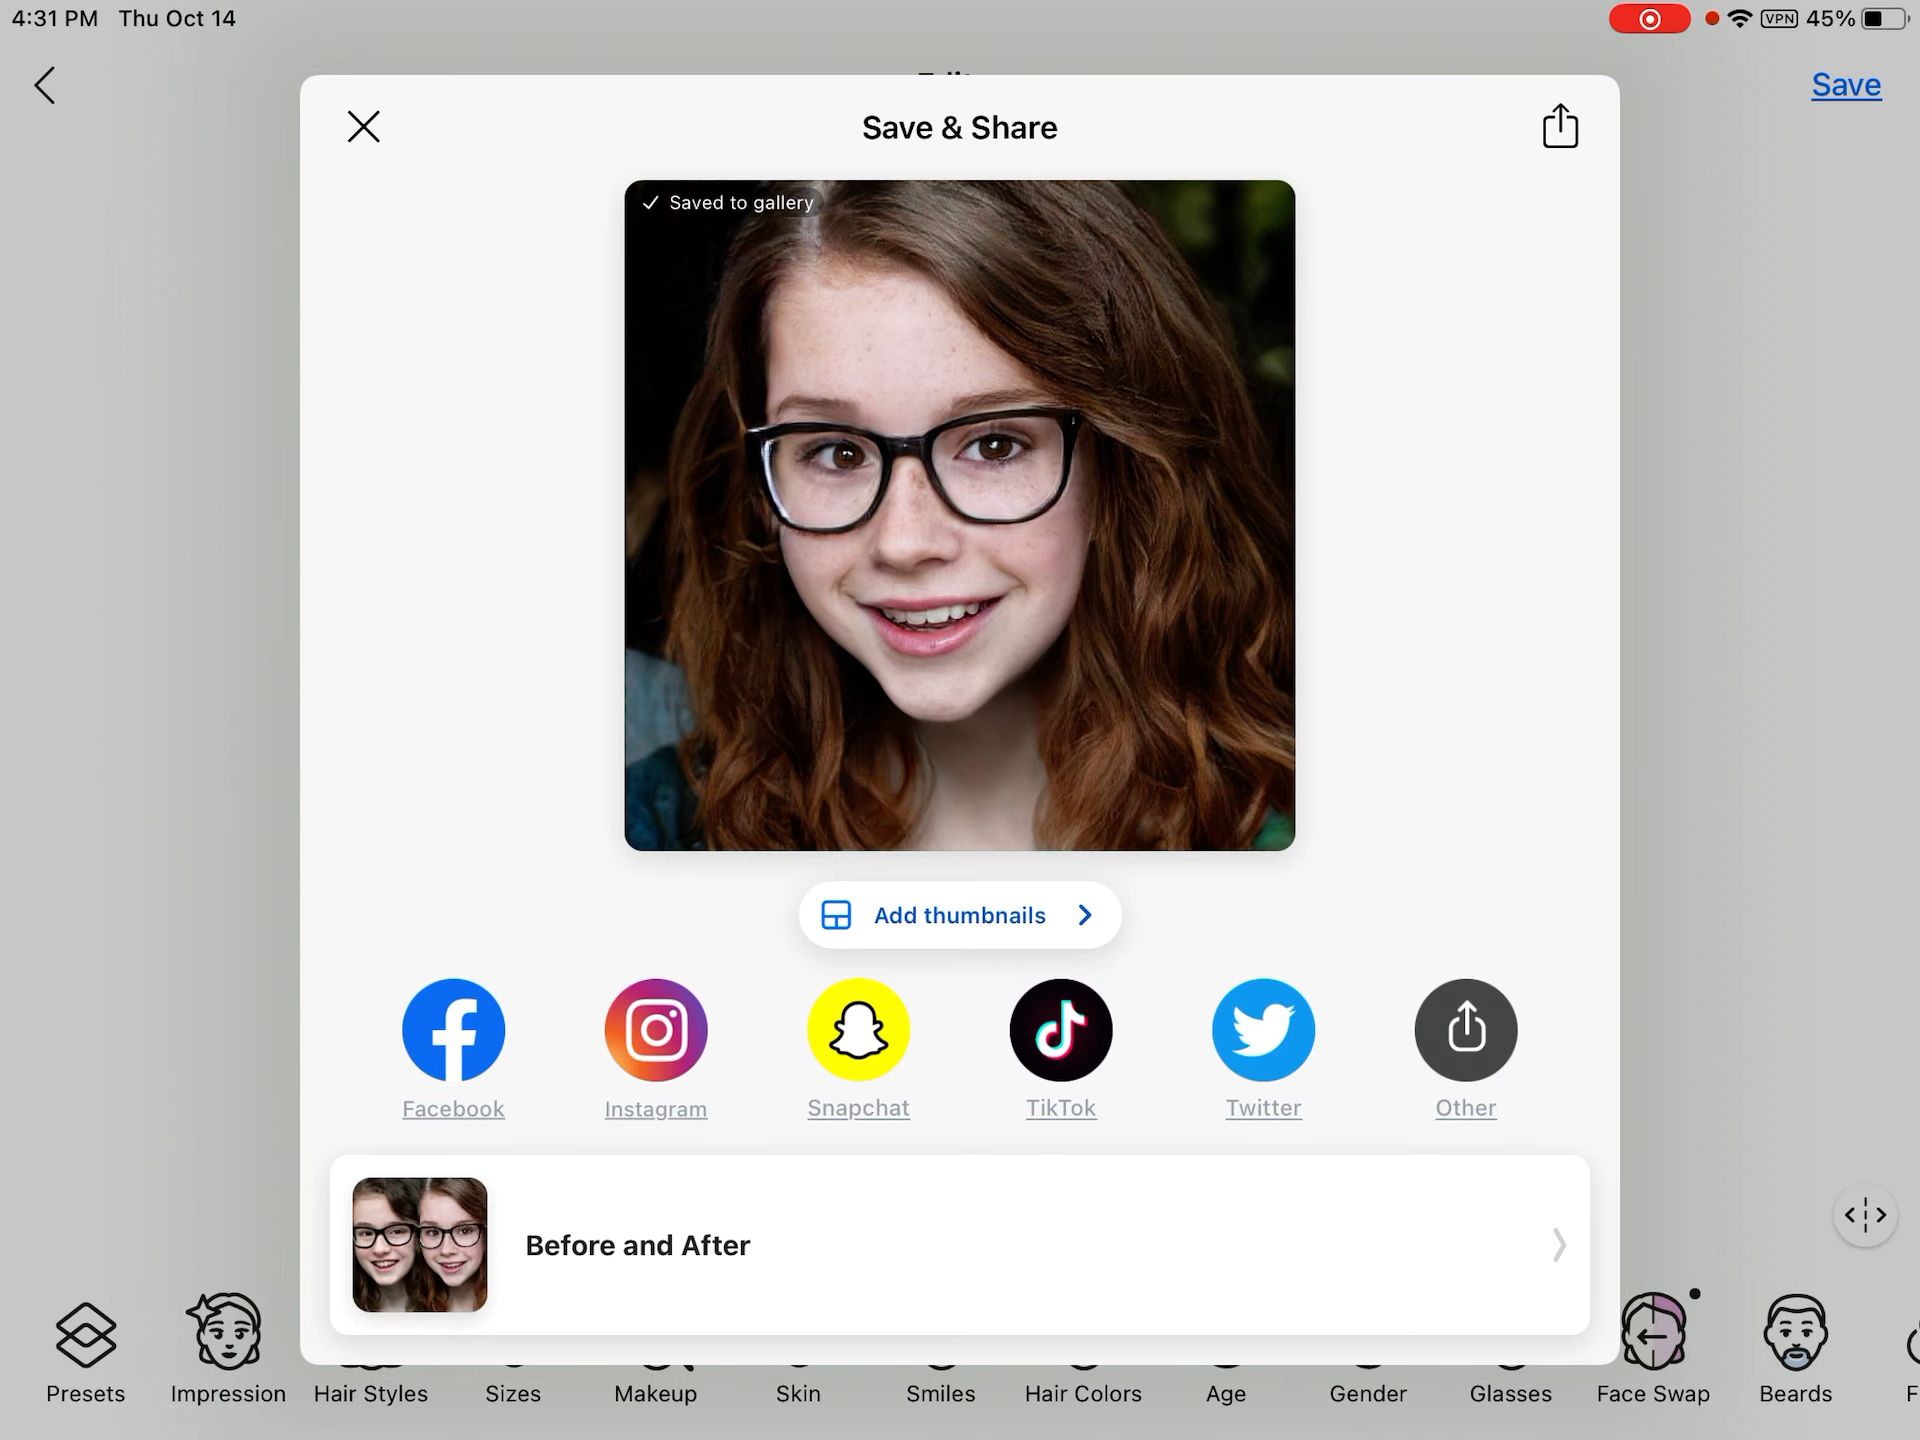 4:31 PM Thu Oct 14
VPN 45%
Save
Save & Share
Saved to gallery
Add thumbnails
Facebook
Instagram
Snapchat
TikTok
Twitter
Other
Before and After
Presets
Impression
Hair Styles
Sizes
Makeup
Skin
Smiles
Hair Colors
Age
Gender
Glasses
Face Swap
Beards